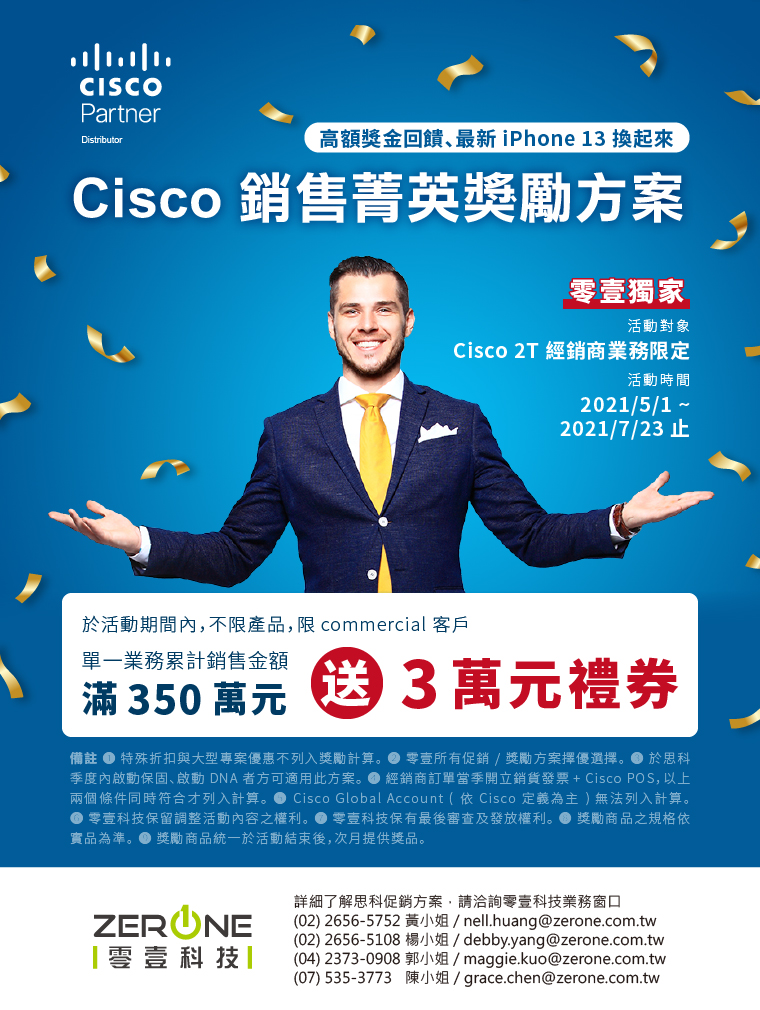 CISCO
Partner
Distributor
高額獎金回饋、最新 iPhone 13 換起來
Cisco 銷售菁英獎勵方案
零壹獨家
活動對象
Cisco 2T 經銷商業務限定
活動時間
2021/5/1 ~
2021/7/23 止
於活動期間內，不限產品，限 commercial 客戶
單一業務累計銷售金額
滿 350 萬元
送 3 萬元禮券
備註 ❶ 特殊折扣與大型專案優惠不列入獎勵計算。❷ 零壹所有促銷 / 獎勵方案擇優選擇。❸ 於思科
季度內啟動保固、啟動 DNA 者方可適用此方案。❹ 經銷商訂單當季開立銷貨發票 + Cisco POS，以上
兩個條件同時符合才列入計算。❺ Cisco Global Account ( 依 Cisco 定義為主 ) 無法列入計算。
❻ 零壹科技保留調整活動內容之權利。❼ 零壹科技保有最後審查及發放權利。❽ 獎勵商品之規格依
實品為準。❾ 獎勵商品統一於活動結束後，次月提供獎品。
ZERONE
零壹科技
詳細了解思科促銷方案，請洽詢零壹科技業務窗口
(02) 2656-5752 黃小姐 / nell.huang@zerone.com.tw
(02) 2656-5108 楊小姐 / debby.yang@zerone.com.tw
(04) 2373-0908 郭小姐 / maggie.kuo@zerone.com.tw
(07) 535-3773 陳小姐 / grace.chen@zerone.com.tw